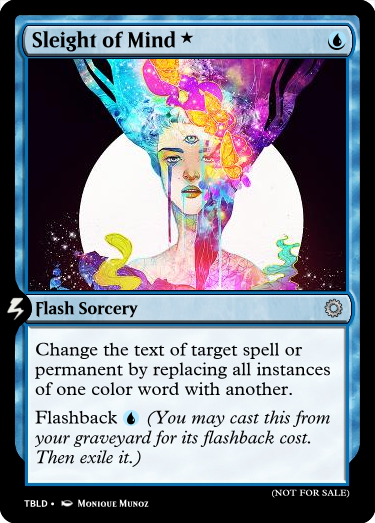 Sleight of Mind ★
Flash Sorcery
Change the text of target spell or
permanent by replacing all instances
of one color word with another.
Flashback (You may cast this from
your graveyard for its flashback cost.
Then exile it.)
(NOT FOR SALE)
TBLD • Monique Munoz